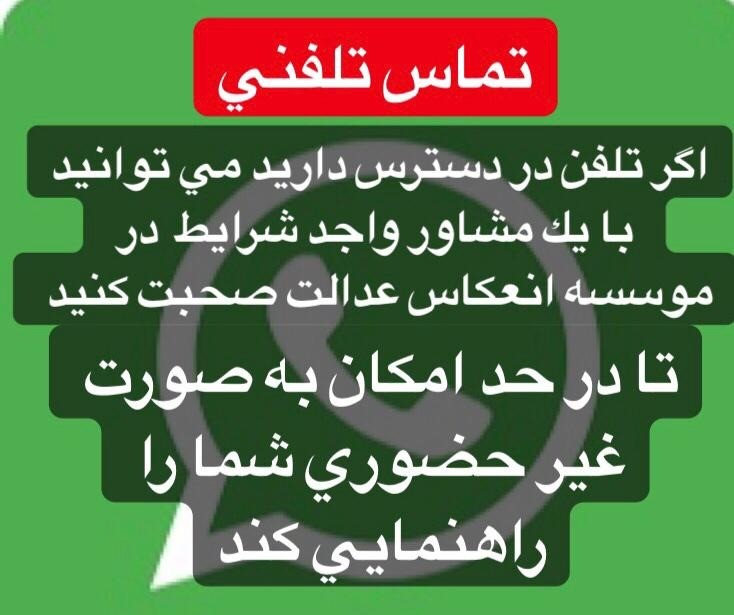 تماس تلفني
اگر تلفن در دسترس داريد مي توانيد
با يك مشاور واجد شرايط در
موسسه انعكاس عدالت صحبت كنيد
تا در حد امكان به صورت
غير حضوري شما را
راهنمايي كند